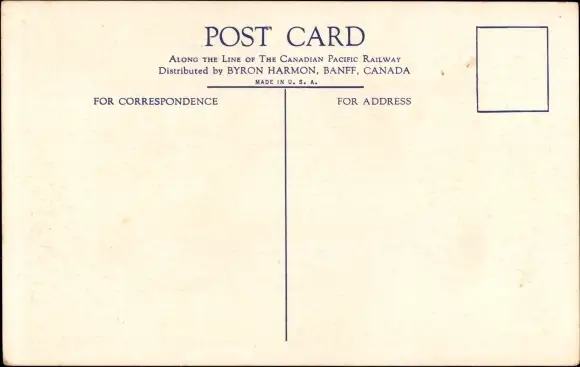 POST CARD
ALONG THE LINE OF THE CANADIAN PACIFIC RAILWAY
Distributed by BYRON HARMON, BANFF, CANADA
MADE IN U. S. A.
FOR CORRESPONDENCE
FOR ADDRESS